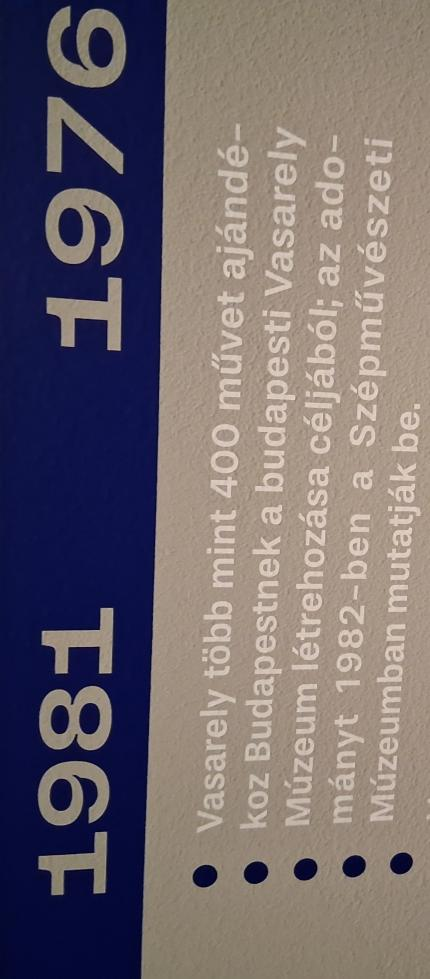 1981 1976
Vasarely több mint 400 művet ajándé-
koz Budapestnek a budapesti Vasarely
Múzeum létrehozása céljából; az ado-
mányt 1982-ben a Szépművészeti
Múzeumban mutatják be.